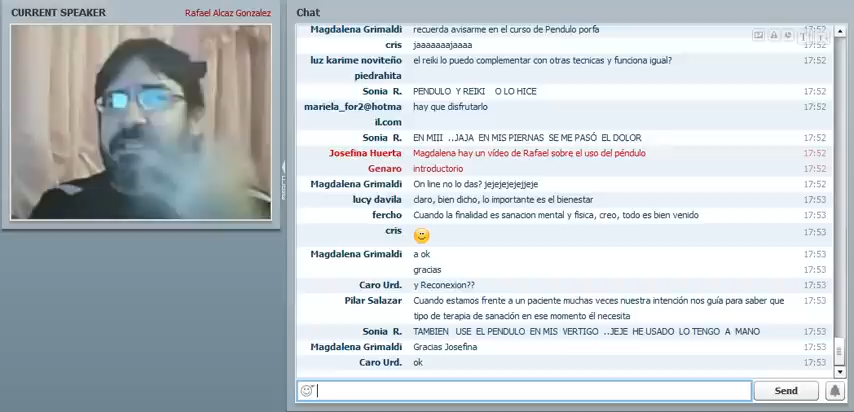 CURRENT SPEAKER
Rafael Alcaz Gonzalez
Chat
Magdalena Grimaldi recuerda avisarme en el curso de Pendulo porfa 17:52
cris jaaaaaaajaaaa 17:52
luz karime noviteño el reiki lo puedo complementar con otras tecnicas y funciona igual? 17:52
piedrahita
Sonia R. PENDULO Y REIKI O LO HICE 17:52
mariela_for2@hotma hay que disfrutarlo 17:52
il.com
Sonia R. EN MIII ..JAJA EN MIS PIERNAS SE ME PASÓ EL DOLOR 17:52
Josefina Huerta Magdalena hay un vídeo de Rafael sobre el uso del péndulo 17:52
Genaro introductorio 17:52
Magdalena Grimaldi On line no lo das? jejejejejejjeje 17:52
lucy davila claro, bien dicho, lo importante es el bienestar 17:53
fercho Cuando la finalidad es sanacion mental y fisica, creo, todo es bien venido 17:53
cris 17:53
Magdalena Grimaldi a ok 17:53
gracias 17:53
Caro Urd. y Reconexion?? 17:53
Pilar Salazar Cuando estamos frente a un paciente muchas veces nuestra intención nos guía para saber que 17:53
tipo de terapia de sanación en ese momento él necesita
Sonia R. TAMBIEN USE EL PENDULO EN MIS VERTIGO ..JEJE HE USADO LO TENGO A MANO 17:53
Magdalena Grimaldi Gracias Josefina 17:53
Caro Urd. ok 17:53
Send